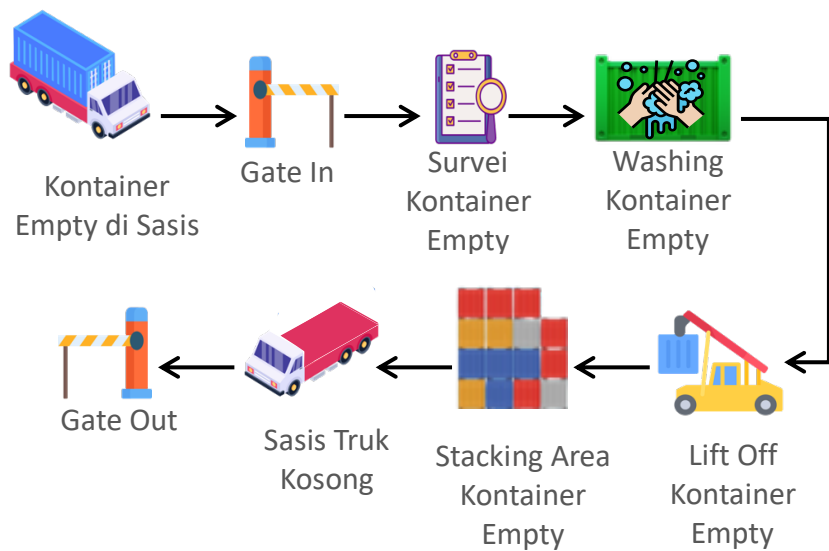 Kontainer
Empty di Sasis
Gate In
Survei
Kontainer
Empty
Washing
Kontainer
Empty
Gate Out
Sasis Truk
Kosong
Stacking Area
Kontainer
Empty
Lift Off
Kontainer
Empty